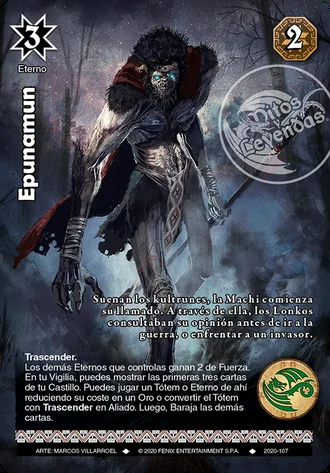 3
2
Eterno
Mitos
y
Leyendas
Epunamun
Suenan los kultrunes, la Machi comienza
su llamado. A través de ella, los Lonkos
consultaban su opinión antes de ir a la
guerra, o enfrentar a un invasor.
Trascender.
Los demás Eternos que controlas ganan 2 de Fuerza.
En tu Vigilia, puedes mostrar las primeras tres cartas
de tu Castillo. Puedes jugar un Tótem o Eterno de ahí
reduciendo su coste en un Oro o convertir el Tótem
con Trascender en Aliado. Luego, Baraja las demás
cartas.
ARTE: MARCOS VILLARROEL
© 2020 FENIX ENTERTAINMENT S.P.A.
2020-107